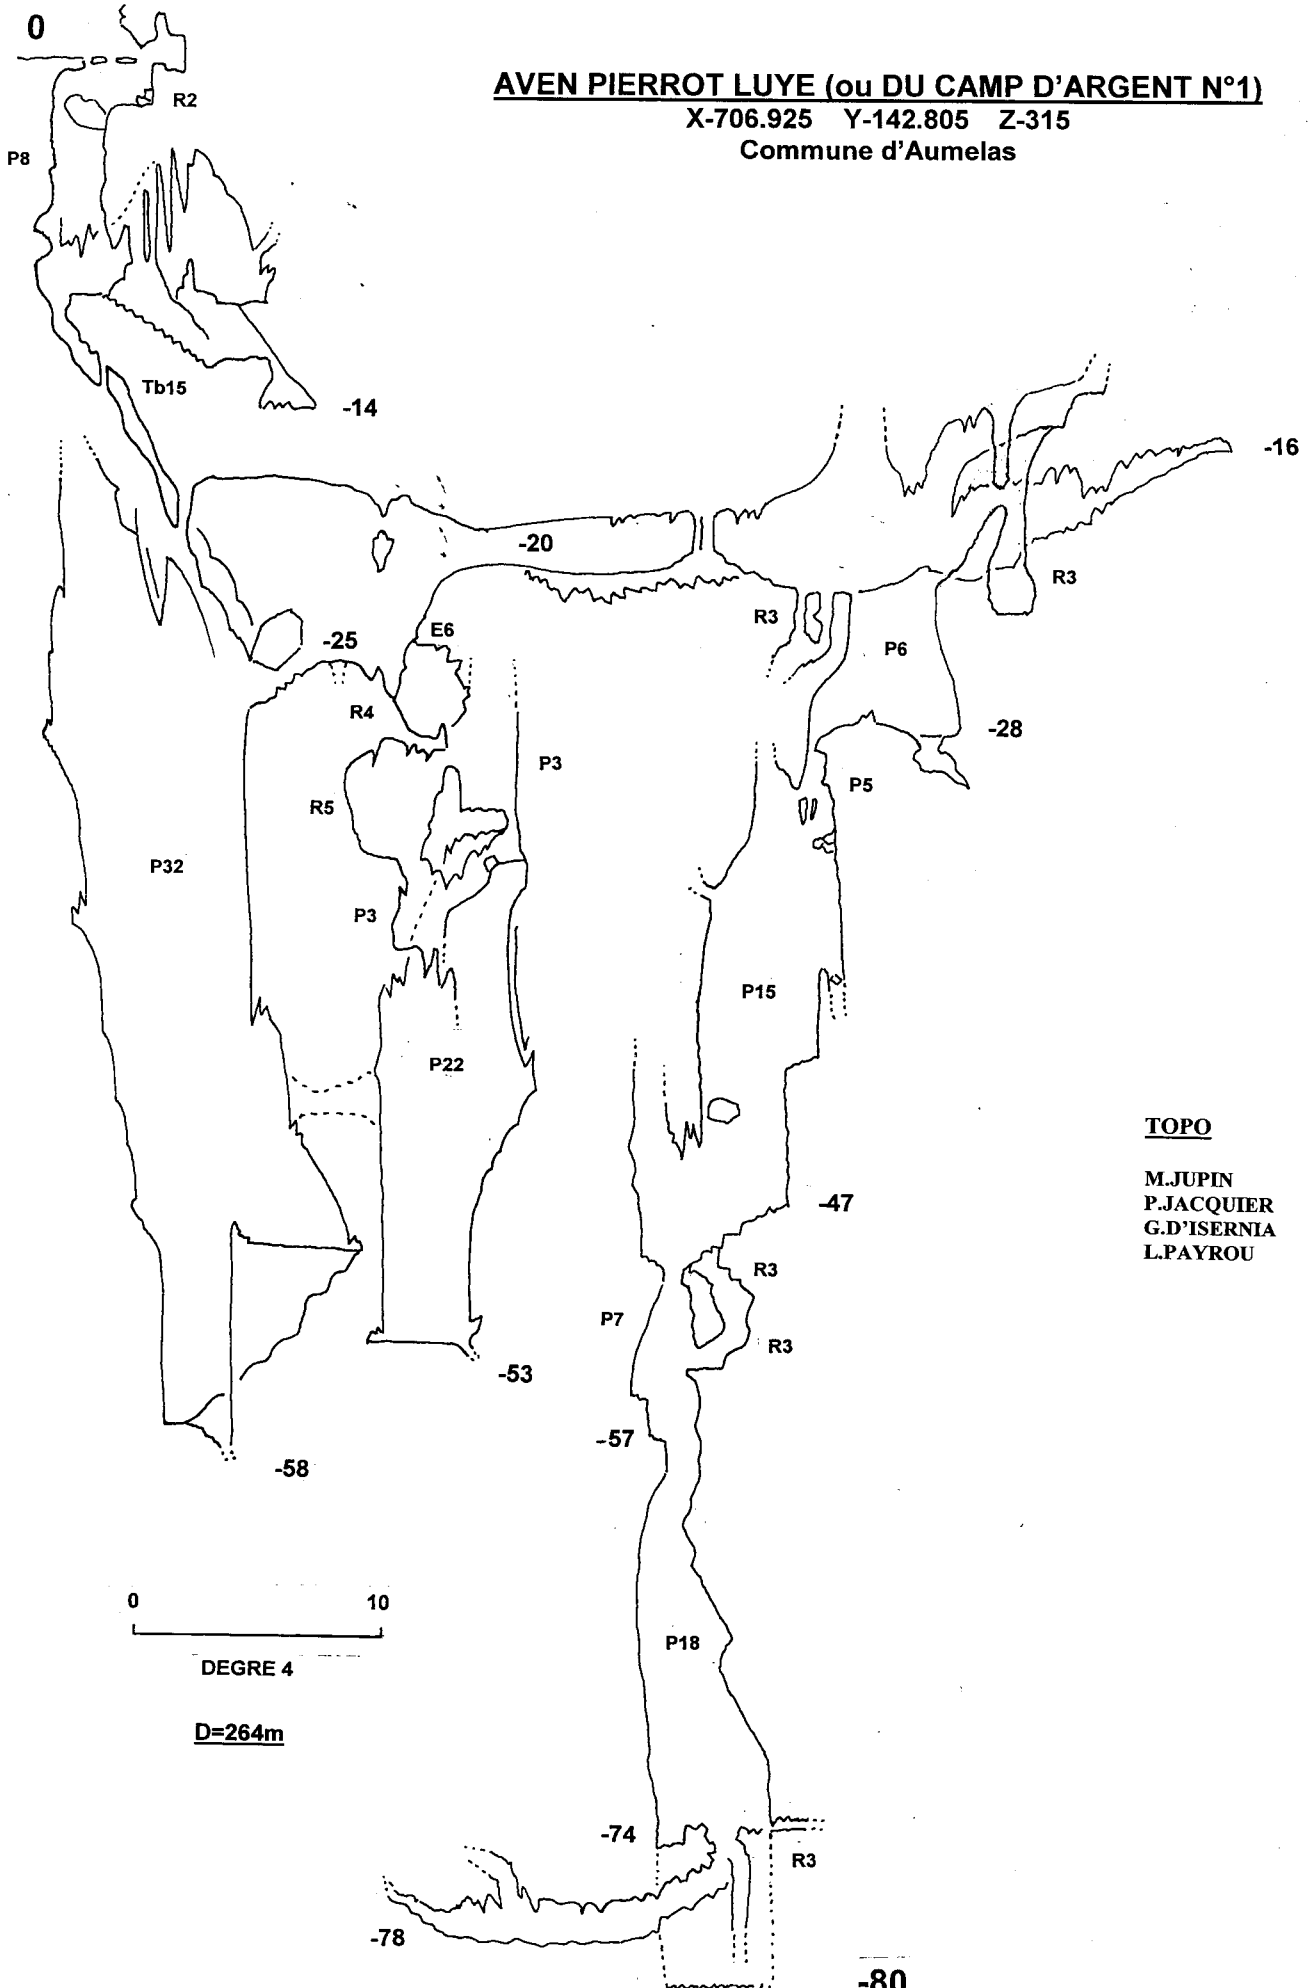 0
AVEN PIERROT LUYE (ou DU CAMP D'ARGENT N°1)
X-706.925 Y-142.805 Z-315
Commune d'Aumelas
R2
P8
Tb15
-14
-16
-20
R3
R3
E6
-25
P6
R4
-28
P3
P5
R5
P32
P3
P15
P22
TOPO
M.JUPIN
P.JACQUIER
G.D'ISERNIA
L.PAYROU
-47
R3
P7
R3
-53
-57
-58
0 10
P18
DEGRE 4
D=264m
-74
R3
-78
-80